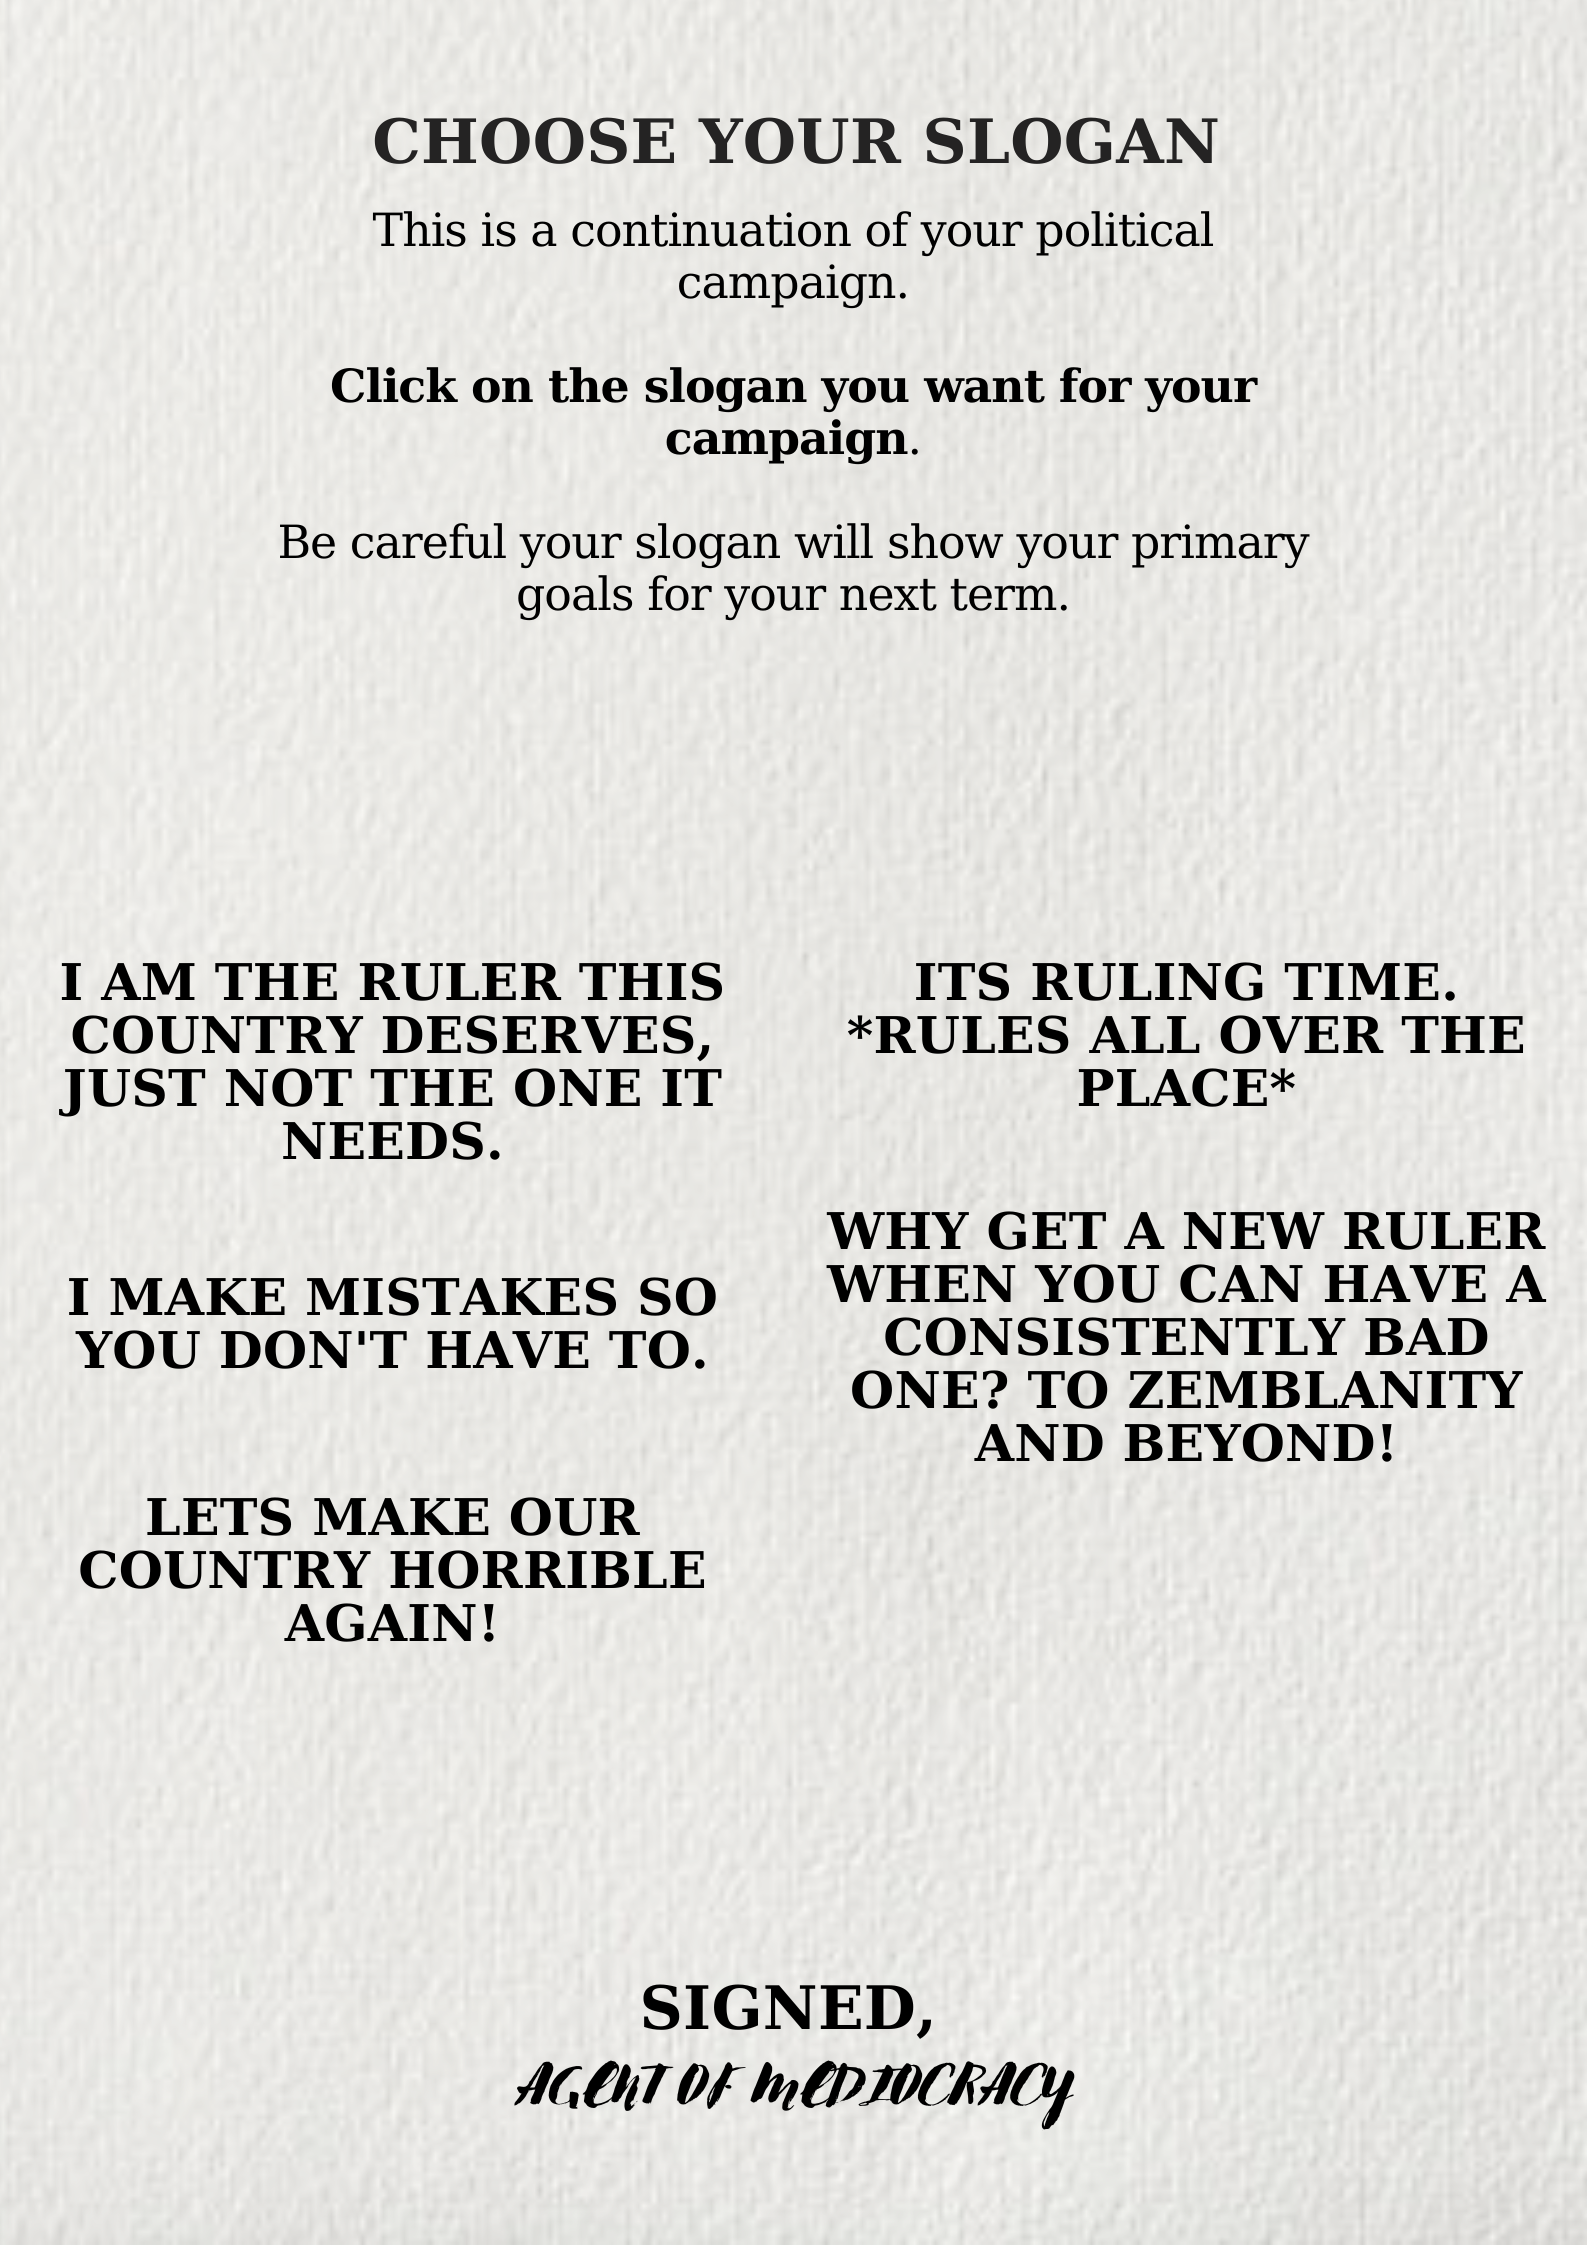 CHOOSE YOUR SLOGAN
This is a continuation of your political
campaign.
Click on the slogan you want for your
campaign.
Be careful your slogan will show your primary
goals for your next term.
I AM THE RULER THIS
COUNTRY DESERVES,
JUST NOT THE ONE IT
NEEDS.
I MAKE MISTAKES SO
YOU DON'T HAVE TO.
LETS MAKE OUR
COUNTRY HORRIBLE
AGAIN!
ITS RULING TIME.
*RULES ALL OVER THE
PLACE*
WHY GET A NEW RULER
WHEN YOU CAN HAVE A
CONSISTENTLY BAD
ONE? TO ZEMBLANITY
AND BEYOND!
SIGNED,
AGENT OF MEDIOCRACY